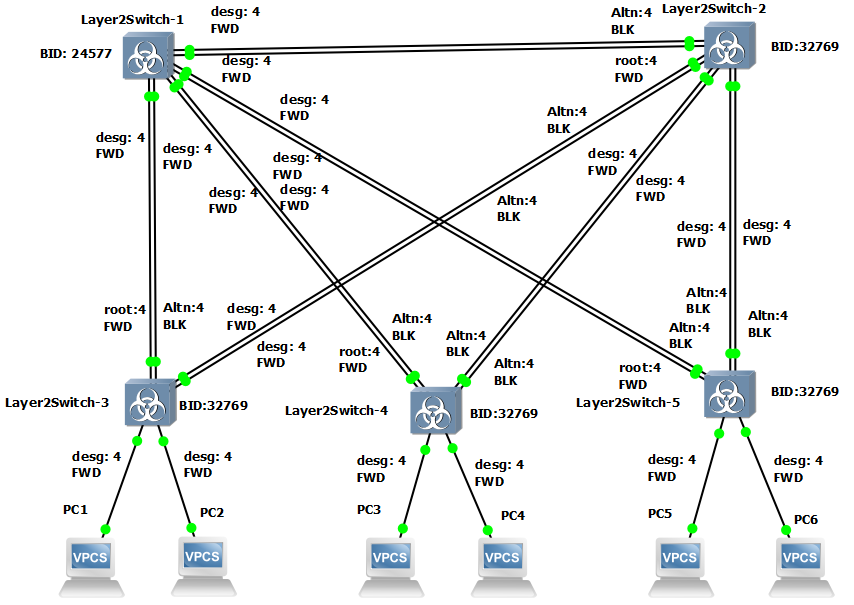 Layer2Switch-1
desg: 4
FWD
Altn:4
BLK
Layer2Switch-2
BID: 24577
BID:32769
desg: 4
FWD
root:4
FWD
desg: 4
FWD
Altn:4
BLK
desg: 4
FWD
desg: 4
FWD
desg: 4
FWD
desg: 4
FWD
desg: 4
FWD
desg: 4
FWD
desg: 4
FWD
Altn:4
BLK
desg: 4
FWD
desg: 4
FWD
root:4
FWD
Altn:4
BLK
desg: 4
FWD
desg: 4
FWD
root:4
FWD
Altn:4
BLK
Altn:4
BLK
Altn:4
BLK
Altn:4
BLK
Altn:4
BLK
Altn:4
BLK
root:4
FWD
Layer2Switch-3
BID:32769
Layer2Switch-4
BID:32769
Layer2Switch-5
BID:32769
desg: 4
FWD
desg: 4
FWD
desg: 4
FWD
desg: 4
FWD
desg: 4
FWD
desg: 4
FWD
PC1
PC2
PC3
PC4
PC5
PC6
VPCS
VPCS
VPCS
VPCS
VPCS
VPCS